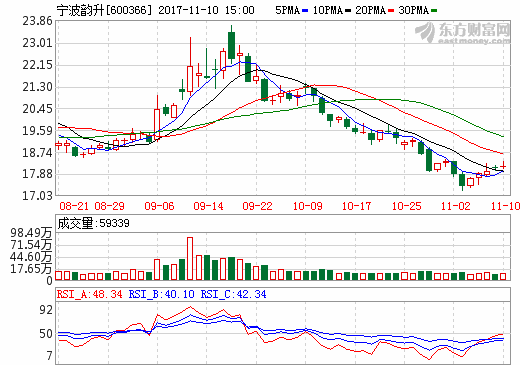 宁波韵升[600366] 2017-11-10 15:00 5PMA 10PMA 20PMA 30PMA
东方财富网
eastmoney.com
23.86
23.01
22.15
21.30
20.45
19.59
18.74
17.88
17.03
08-21 08-29 09-06 09-14 09-22 10-09 10-17 10-25 11-02 11-10
成交量:59339
98.49万
71.54万
44.60万
17.65万
0
RSI_A:48.34 RSI_B:40.10 RSI_C:42.34
92
50
7